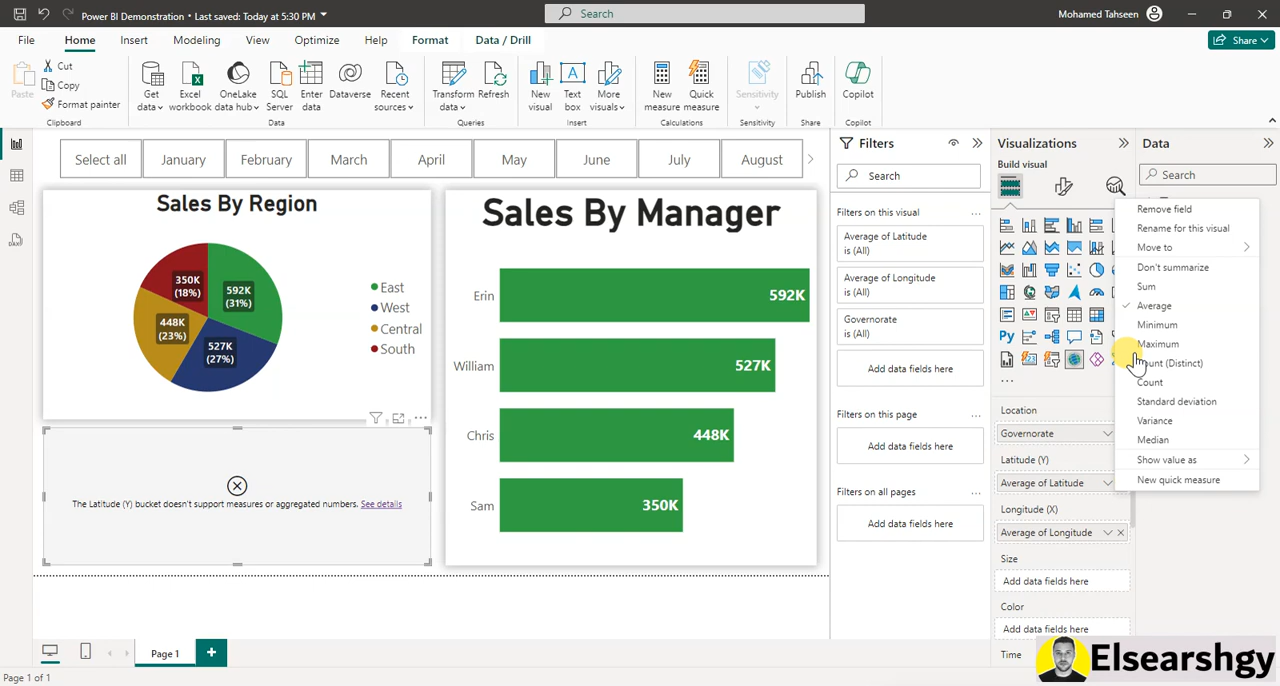 Power BI Demonstration • Last saved: Today at 5:30 PM
Search
Mohamed Tahseen
File
Home
Insert
Modeling
View
Optimize
Help
Format
Data / Drill
Share
Paste
Cut
Copy
Format painter
Clipboard
Get data
Excel workbook
OneLake data hub
SQL Server
Enter data
Dataverse
Recent sources
Data
Transform data
Refresh
Queries
New visual
Text box
More visuals
Insert
New measure
Quick measure
Calculations
Sensitivity
Sensitivity
Publish
Share
Copilot
Copilot
Select all
January
February
March
April
May
June
July
August
Sales By Region
350K (18%)
592K (31%)
448K (23%)
527K (27%)
East
West
Central
South
The Latitude (Y) bucket doesn't support measures or aggregated numbers. See details
Sales By Manager
Erin
592K
William
527K
Chris
448K
Sam
350K
Filters
Search
Filters on this visual
Average of Latitude
is (All)
Average of Longitude
is (All)
Governorate
is (All)
Add data fields here
Filters on this page
Add data fields here
Filters on all pages
Add data fields here
Visualizations
Build visual
Py
Location
Governorate
Latitude (Y)
Average of Latitude
Longitude (X)
Average of Longitude
Size
Add data fields here
Color
Add data fields here
Time
Data
Search
Remove field
Rename for this visual
Move to
Don't summarize
Sum
Average
Minimum
Maximum
(Distinct)
Count
Standard deviation
Variance
Median
Show value as
New quick measure
Page 1
Page 1 of 1
Elsearshgy